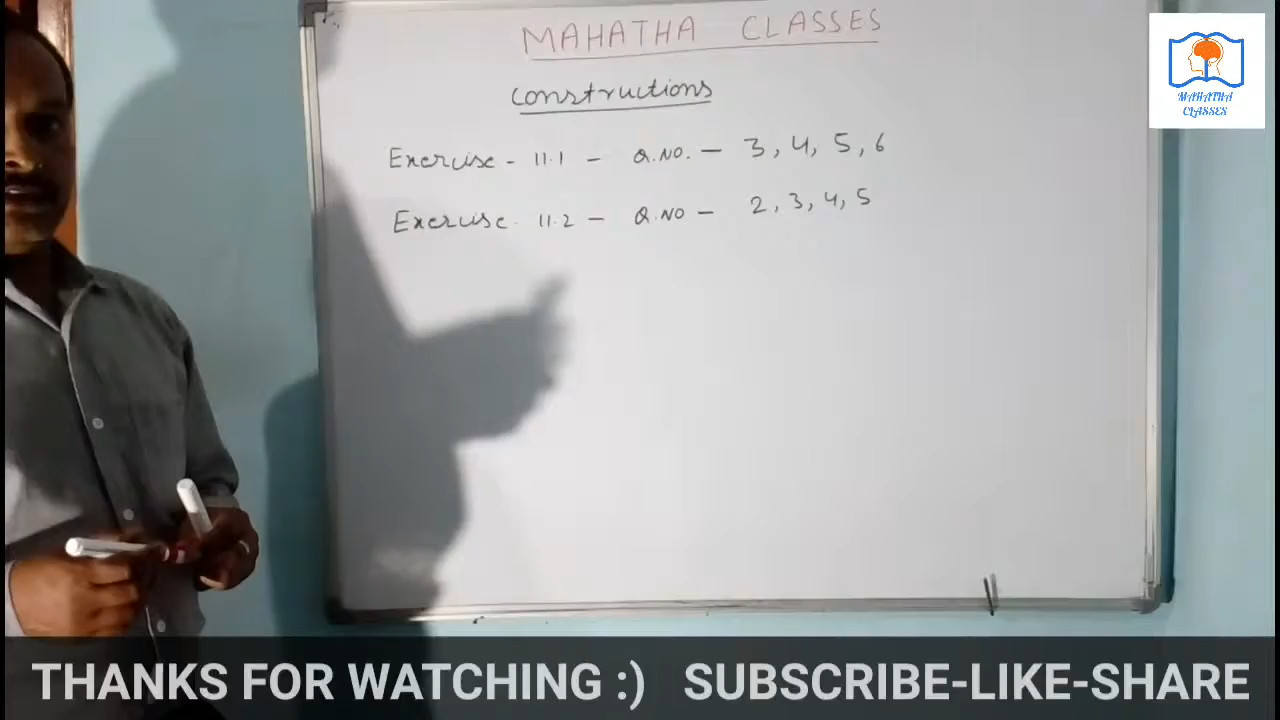 MAHATHA CLASSES
MAHATHA
CLASSES
constructions
Exercise - 11.1 - Q.NO. - 3, 4, 5, 6
Exercise - 11.2 - Q.NO - 2, 3, 4, 5
THANKS FOR WATCHING :) SUBSCRIBE-LIKE-SHARE